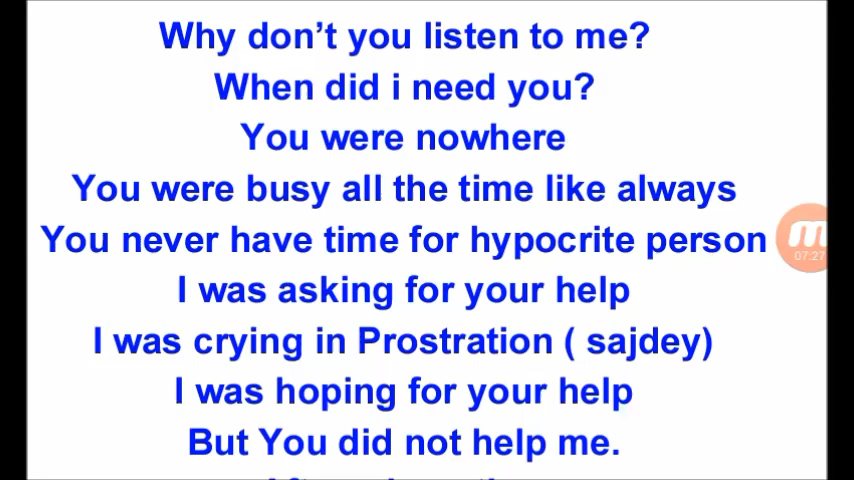 Why don't you listen to me?
When did i need you?
You were nowhere
You were busy all the time like always
You never have time for hypocrite person
I was asking for your help
I was crying in Prostration ( sajdey)
I was hoping for your help
But You did not help me.
07:27